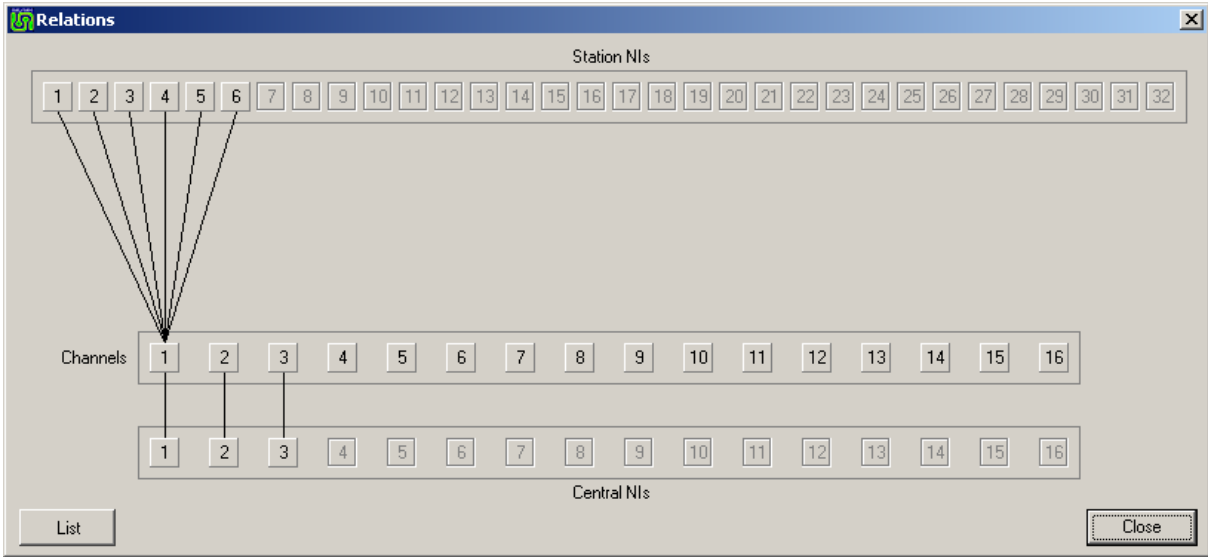 Relations
Station NIs
1 2 3 4 5 6 7 8 9 10 11 12 13 14 15 16 17 18 19 20 21 22 23 24 25 26 27 28 29 30 31 32
Channels 1 2 3 4 5 6 7 8 9 10 11 12 13 14 15 16
1 2 3 4 5 6 7 8 9 10 11 12 13 14 15 16
Central NIs
List Close